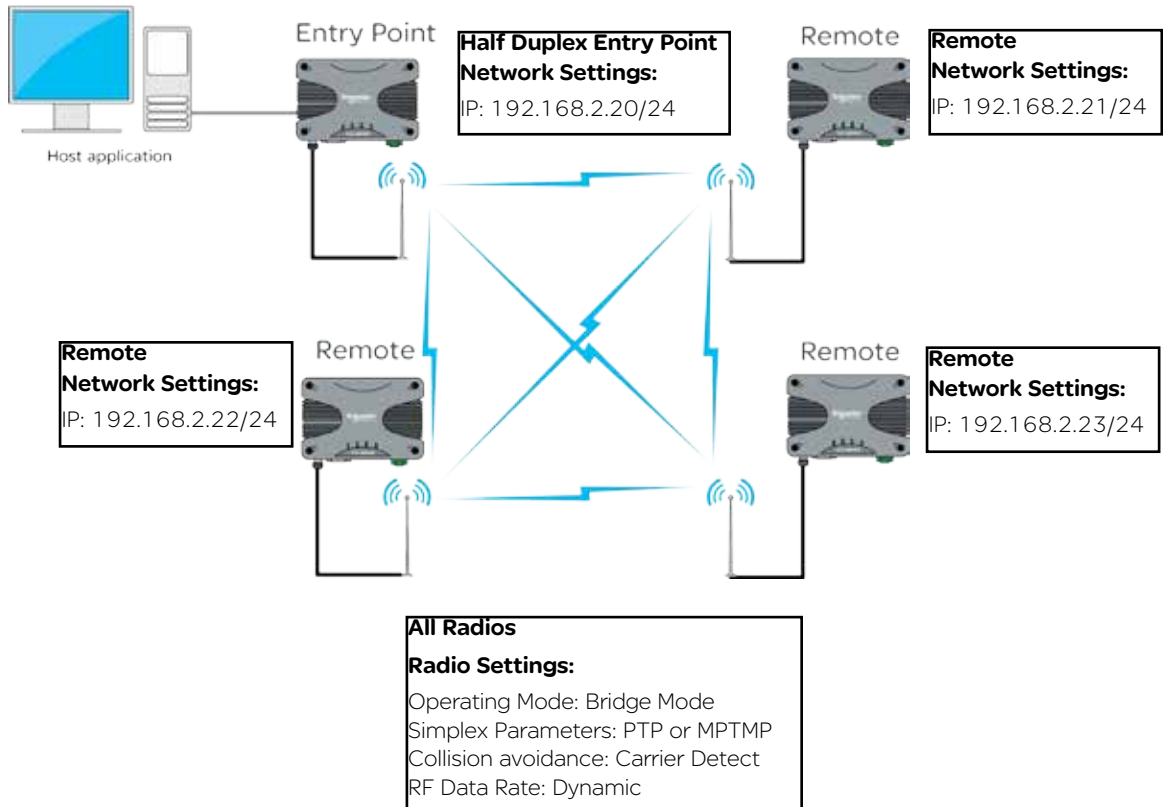 Entry Point
Half Duplex Entry Point
Network Settings:
IP: 192.168.2.20/24
Remote
Remote
Network Settings:
IP: 192.168.2.21/24
Host application
Remote
Network Settings:
IP: 192.168.2.22/24
Remote
Remote
Remote
Network Settings:
IP: 192.168.2.23/24
All Radios
Radio Settings:
Operating Mode: Bridge Mode
Simplex Parameters: PTP or MPTMP
Collision avoidance: Carrier Detect
RF Data Rate: Dynamic